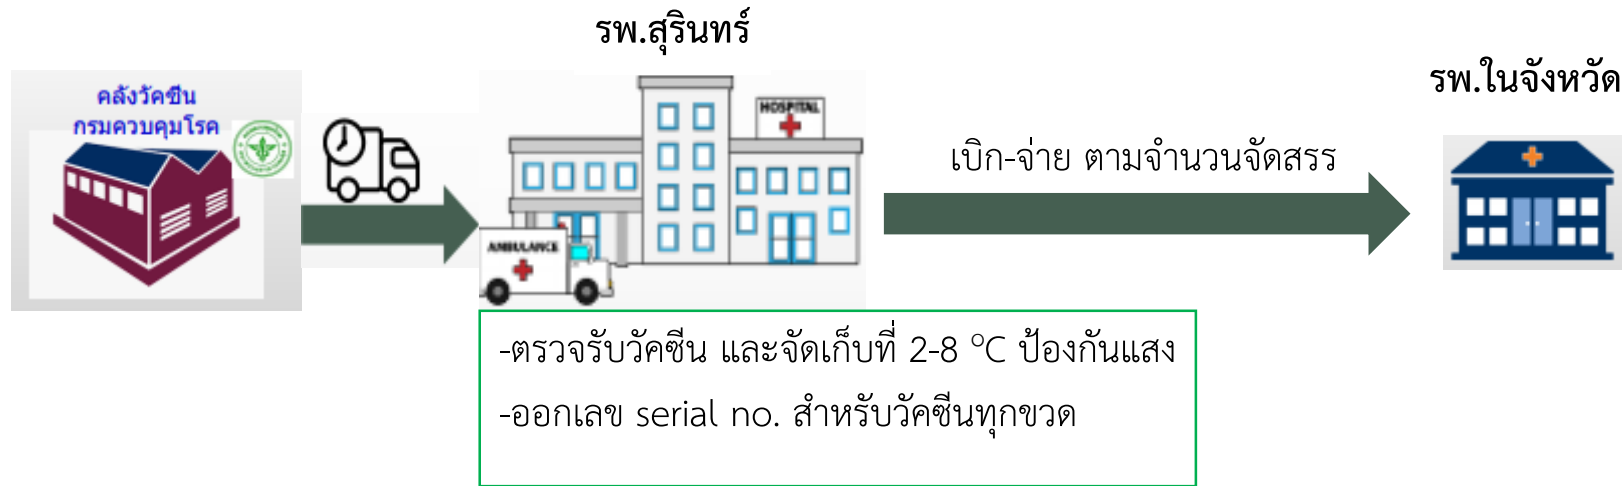 รพ.สุรินทร์
คลังวัคซีน
กรมควบคุมโรค
รพ.ในจังหวัด
HOSPITAL
เบิก-จ่าย ตามจำนวนจัดสรร
AMBULANCE
-ตรวจรับวัคซีน และจัดเก็บที่ 2-8 °C ป้องกันแสง
-ออกเลข serial no. สำหรับวัคซีนทุกขวด